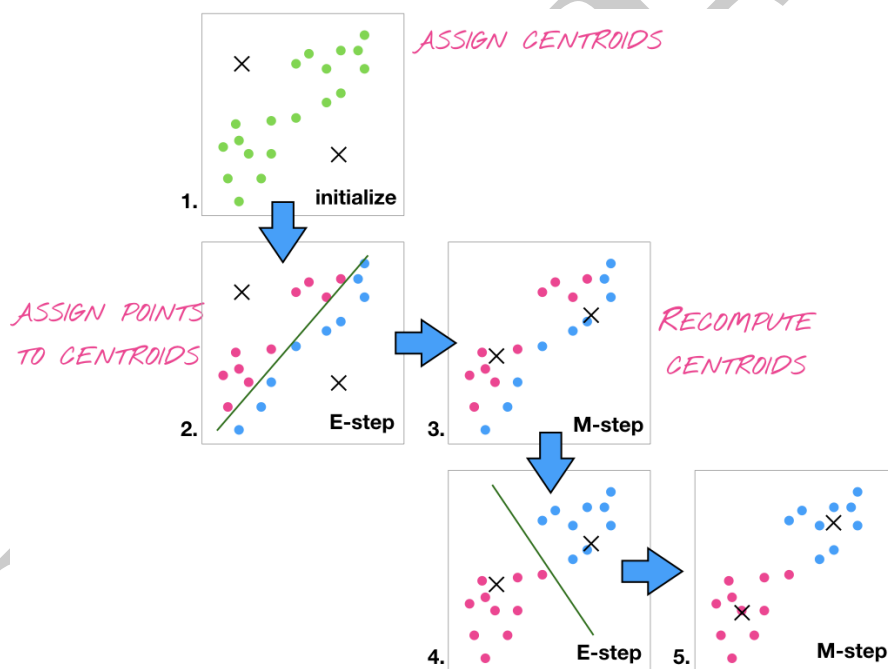 ASSIGN CENTROIDS
1.
initialize
ASSIGN POINTS
TO CENTROIDS
2.
E-step
3.
M-step
RECOMPUTE
CENTROIDS
4.
E-step
5.
M-step